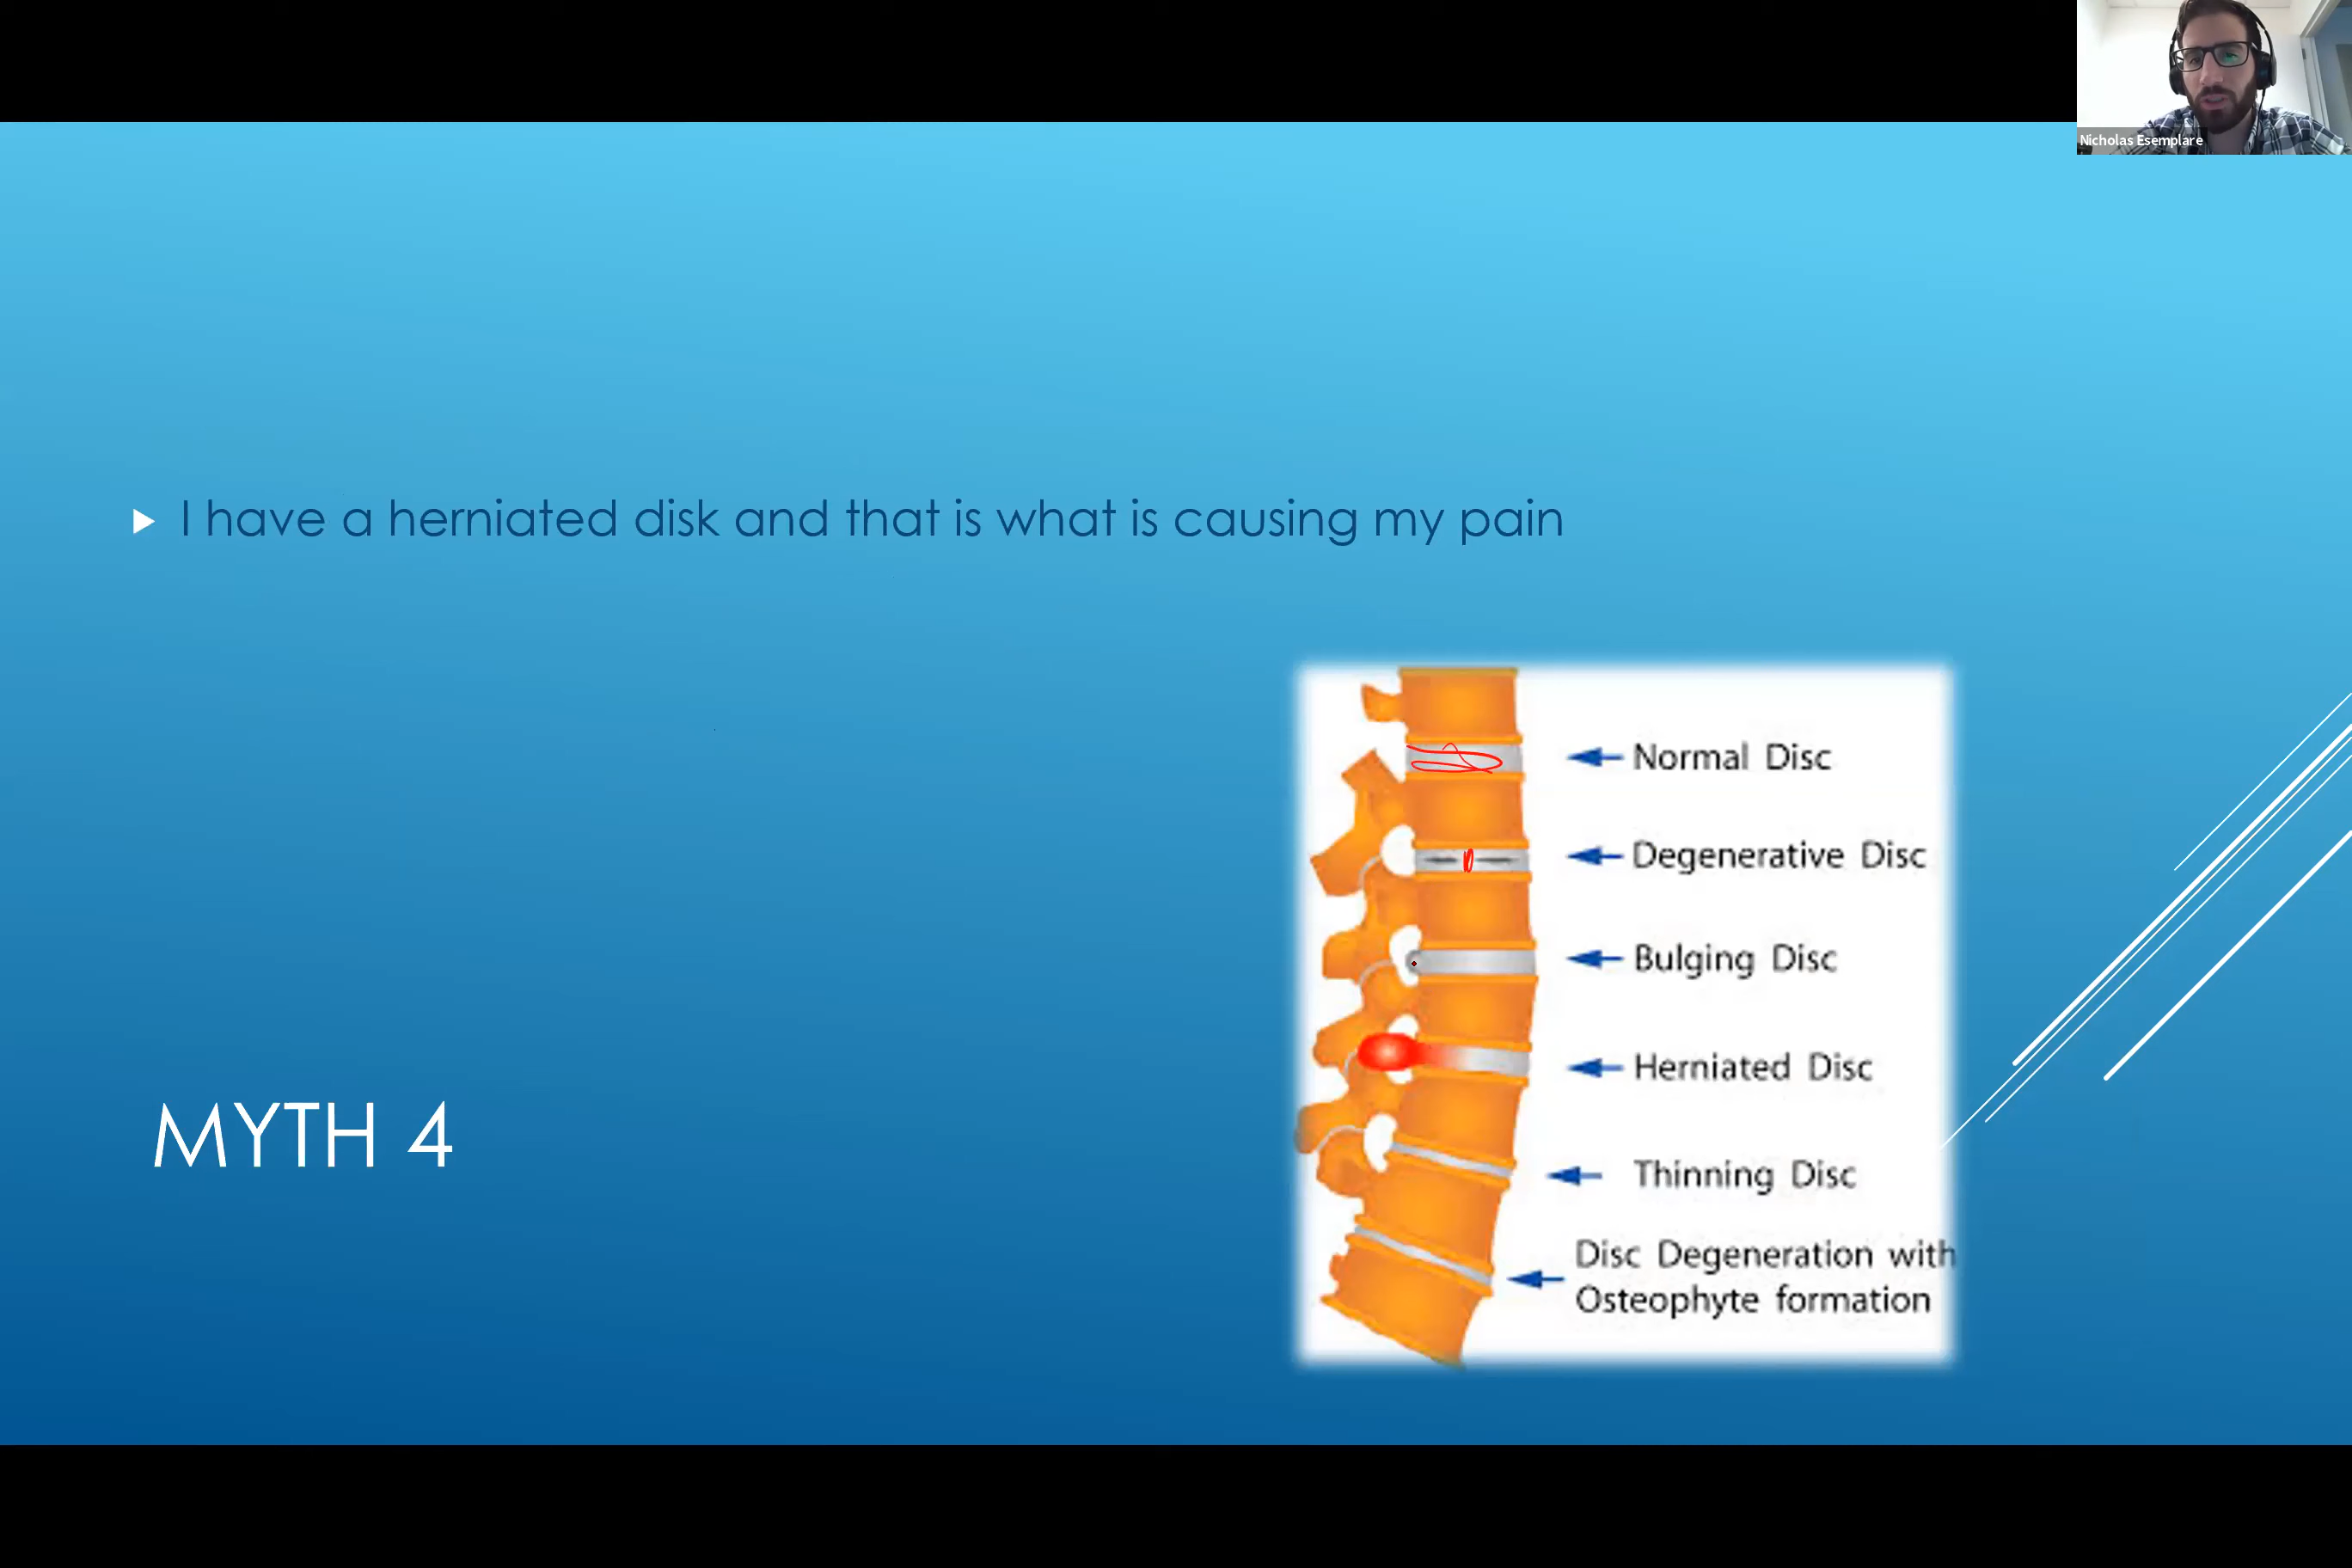 Nicholas Esemplare
I have a herniated disk and that is what is causing my pain
Normal Disc
Degenerative Disc
Bulging Disc
Herniated Disc
Thinning Disc
Disc Degeneration with
Osteophyte formation
MYTH 4